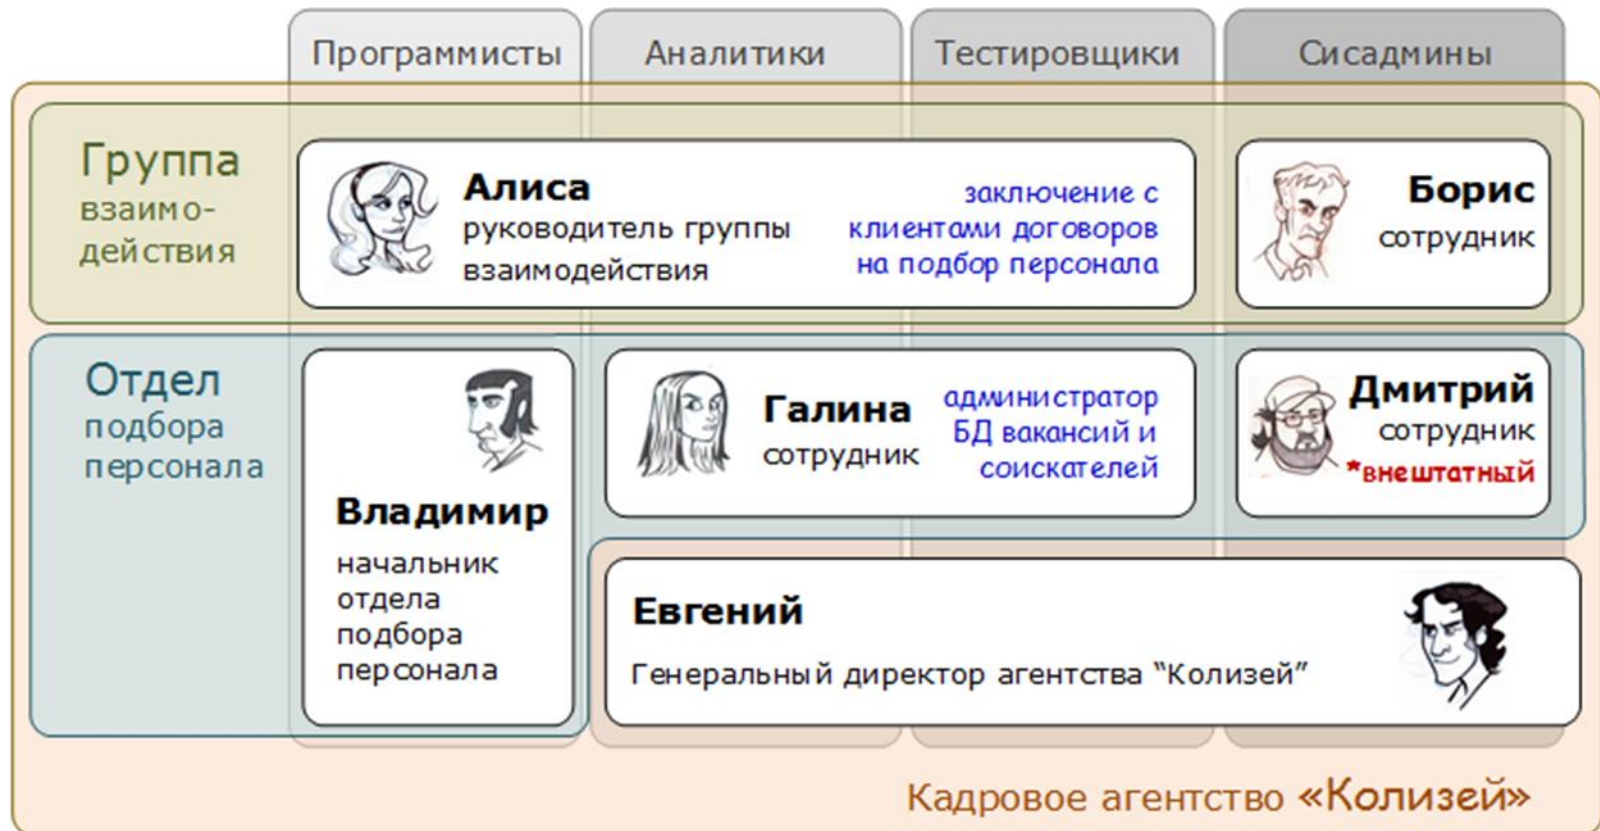 Программисты
Аналитики
Тестировщики
Сисадмины
Группа
взаимо-
действия
Алиса
руководитель группы
взаимодействия
заключение с
клиентами договоров
на подбор персонала
Борис
сотрудник
Отдел
подбора
персонала
Владимир
начальник
отдела
подбора
персонала
Галина
сотрудник
администратор
БД вакансий и
соискателей
Дмитрий
сотрудник
*внештатный
Евгений
Генеральный директор агентства “Колизей”
Кадровое агентство «Колизей»